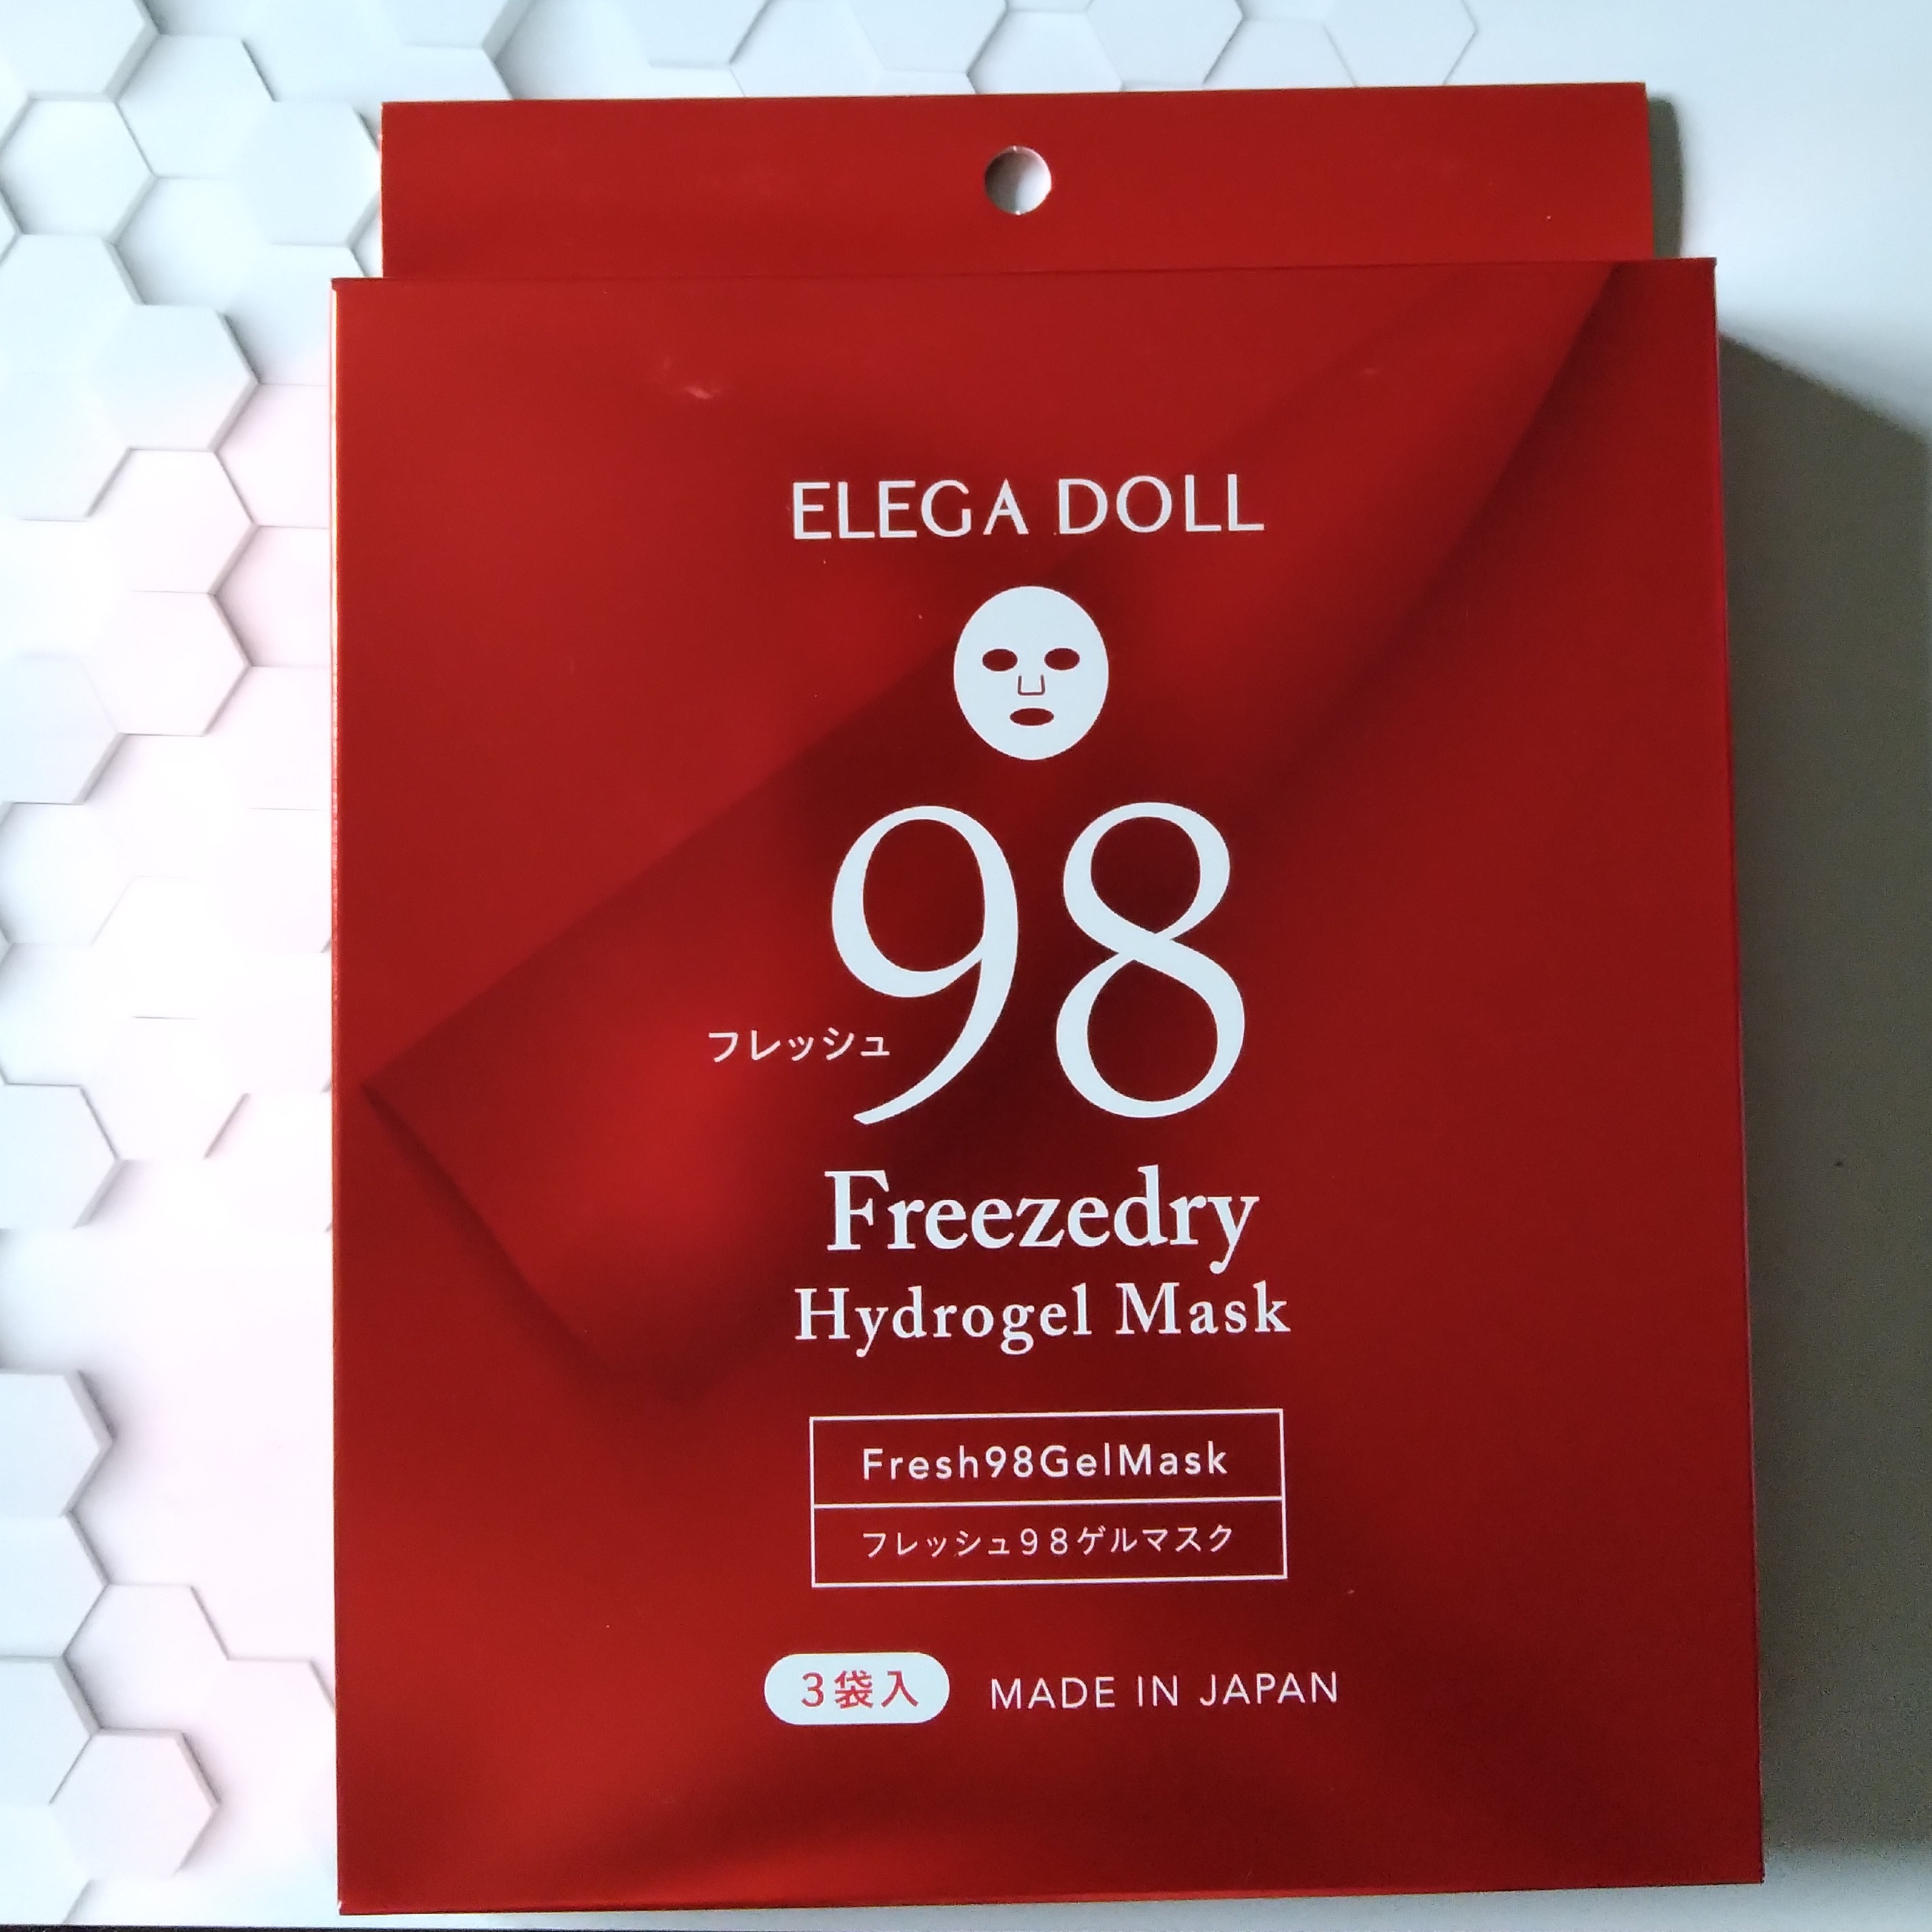 ELEGA DOLL
98
フレッシュ
Freezedry
Hydrogel Mask
Fresh98GelMask
フレッシュ98ゲルマスク
3袋入 MADE IN JAPAN